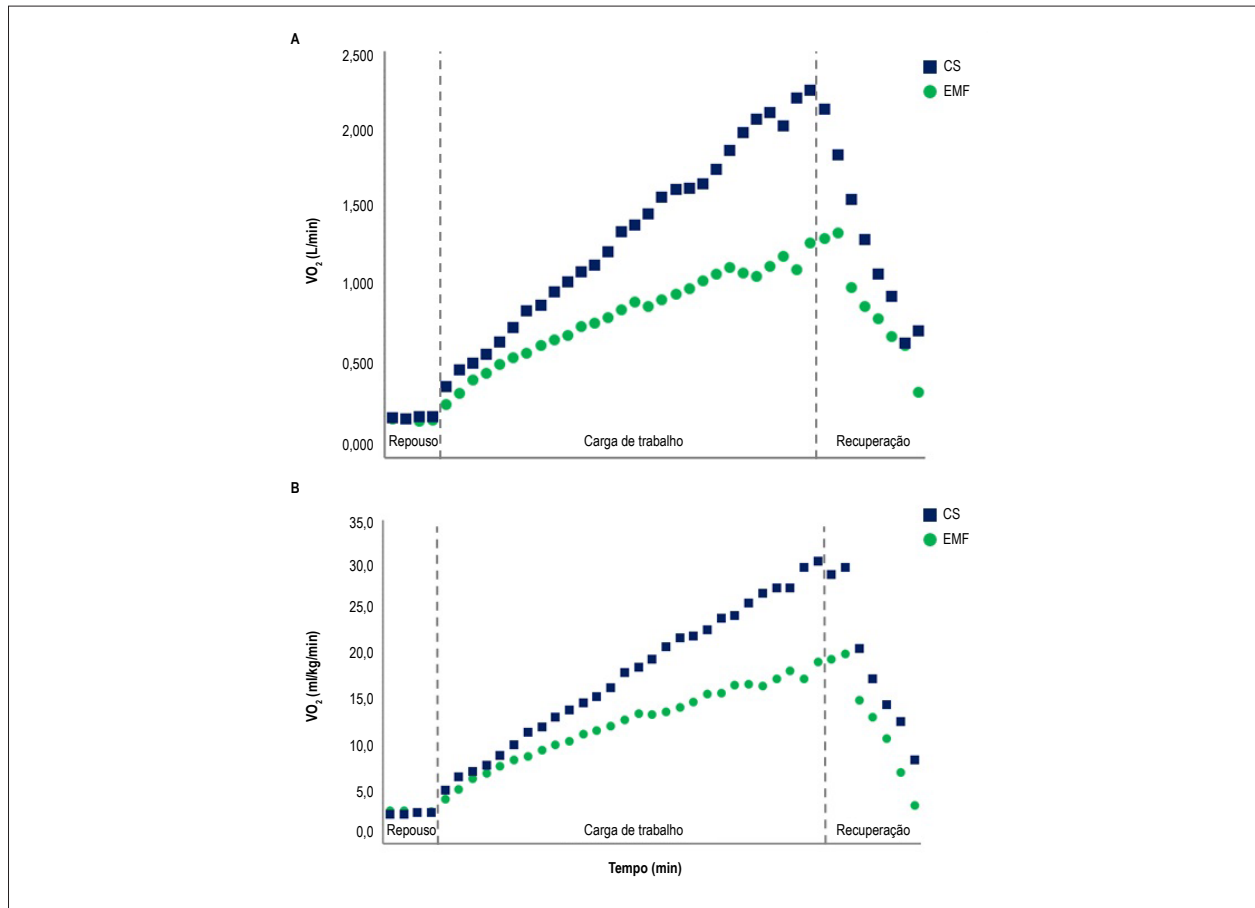 A
2,500
2,000
1,500
1,000
0,500
0,000
VO₂ (L/min)
CS
EMF
Repouso
Carga de trabalho
Recuperação
B
35,0
30,0
25,0
20,0
15,0
10,0
5,0
0,0
VO₂ (ml/kg/min)
CS
EMF
Repouso
Carga de trabalho
Recuperação
Tempo (min)